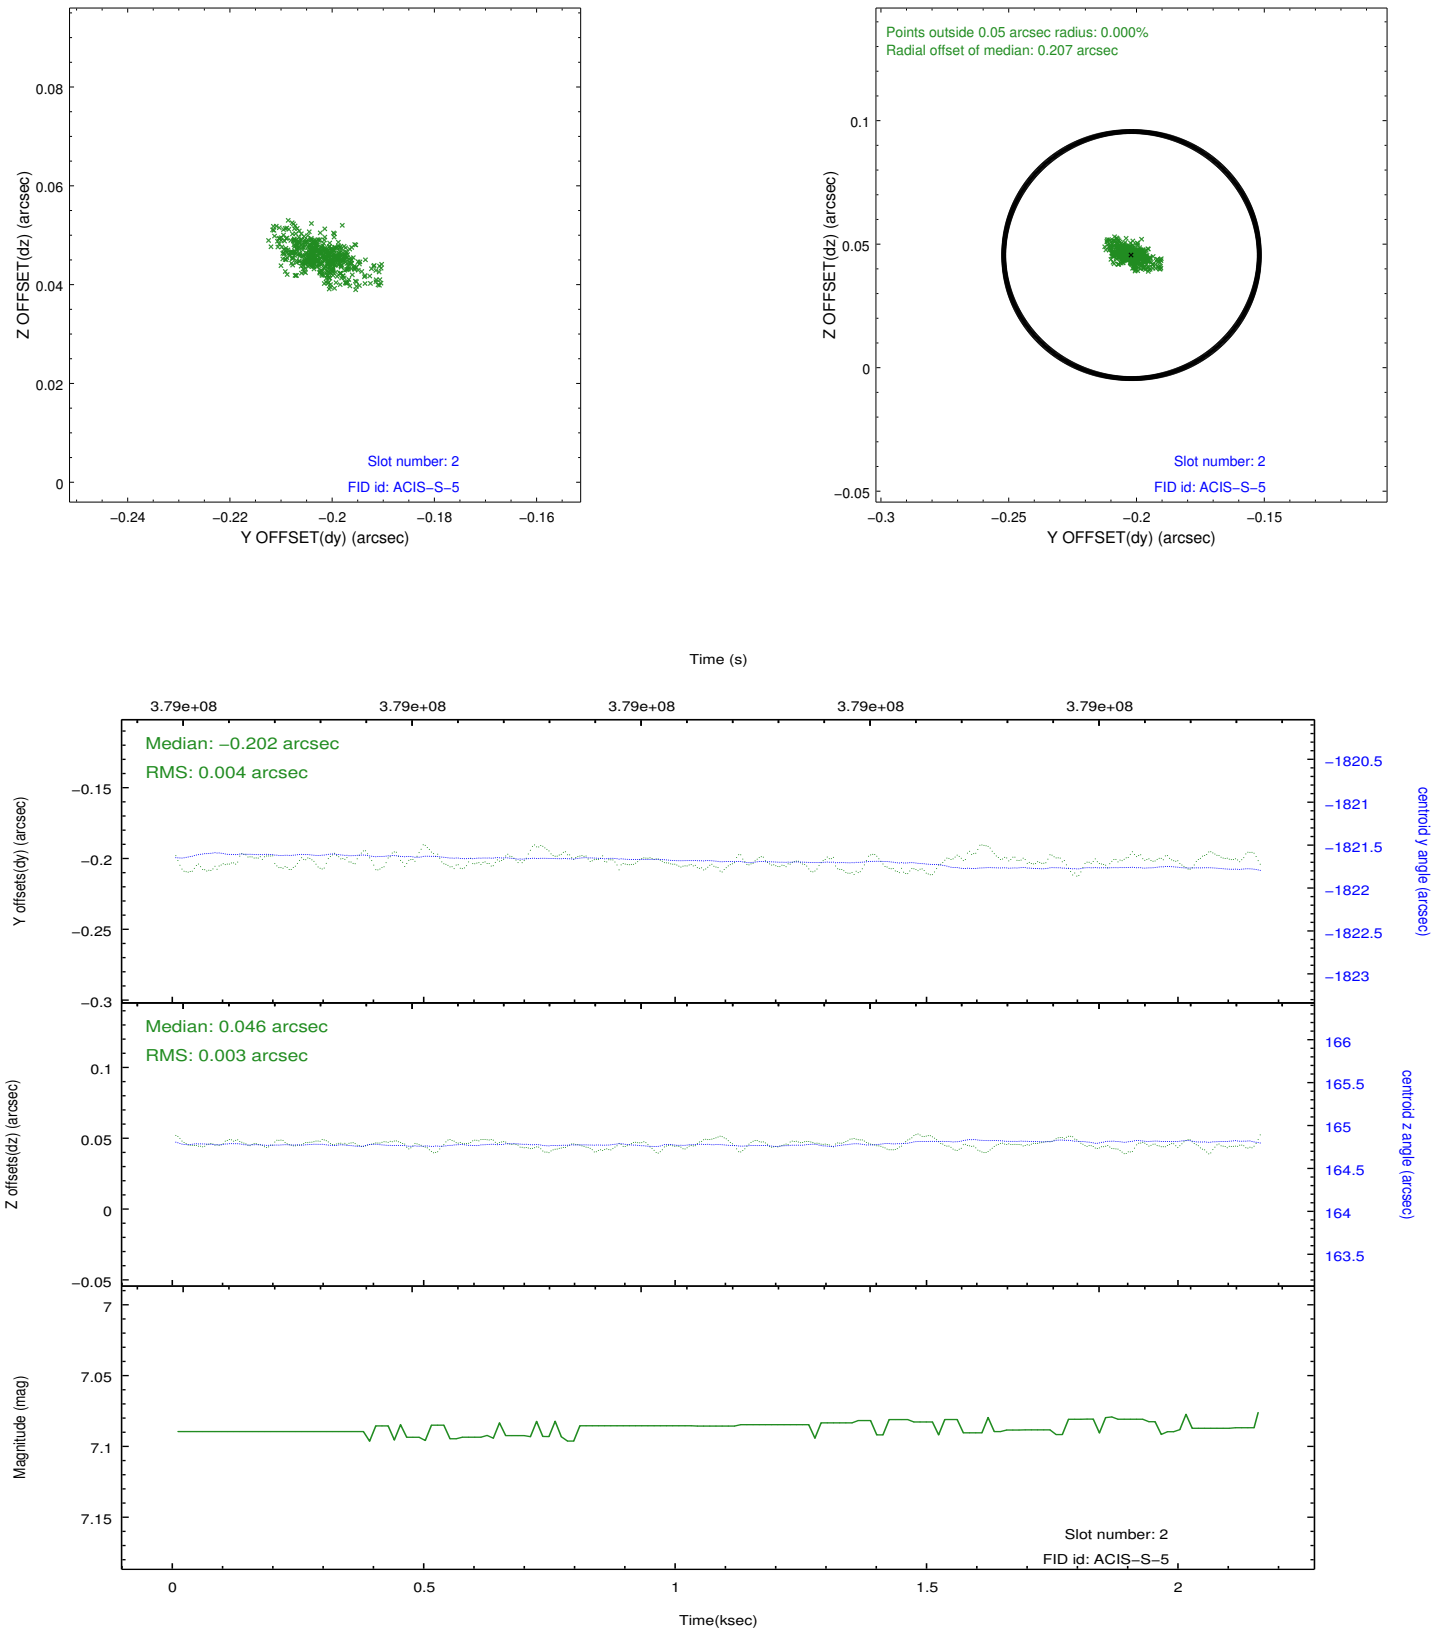 0.08
0.06
0.04
0.02
0
Z OFFSET(dz) (arcsec)
Slot number: 2
FID id: ACIS−S−5
−0.24 −0.22 −0.2 −0.18 −0.16
Y OFFSET(dy) (arcsec)
Points outside 0.05 arcsec radius: 0.000%
Radial offset of median: 0.207 arcsec
0.1
0.05
0
−0.05
Z OFFSET(dz) (arcsec)
Slot number: 2
FID id: ACIS−S−5
−0.3 −0.25 −0.2 −0.15
Y OFFSET(dy) (arcsec)
Time (s)
3.79e+08 3.79e+08 3.79e+08 3.79e+08 3.79e+08
Median: −0.202 arcsec
RMS: 0.004 arcsec
−0.15
−0.2
−0.25
−0.3
Y offsets(dy) (arcsec)
−1820.5
−1821
−1821.5
−1822
−1822.5
−1823
centroid y angle (arcsec)
Median: 0.046 arcsec
RMS: 0.003 arcsec
0.1
0.05
0
−0.05
Z offsets(dz) (arcsec)
166
165.5
165
164.5
164
163.5
centroid z angle (arcsec)
7
7.05
7.1
7.15
Magnitude (mag)
Slot number: 2
FID id: ACIS−S−5
0 0.5 1 1.5 2
Time(ksec)